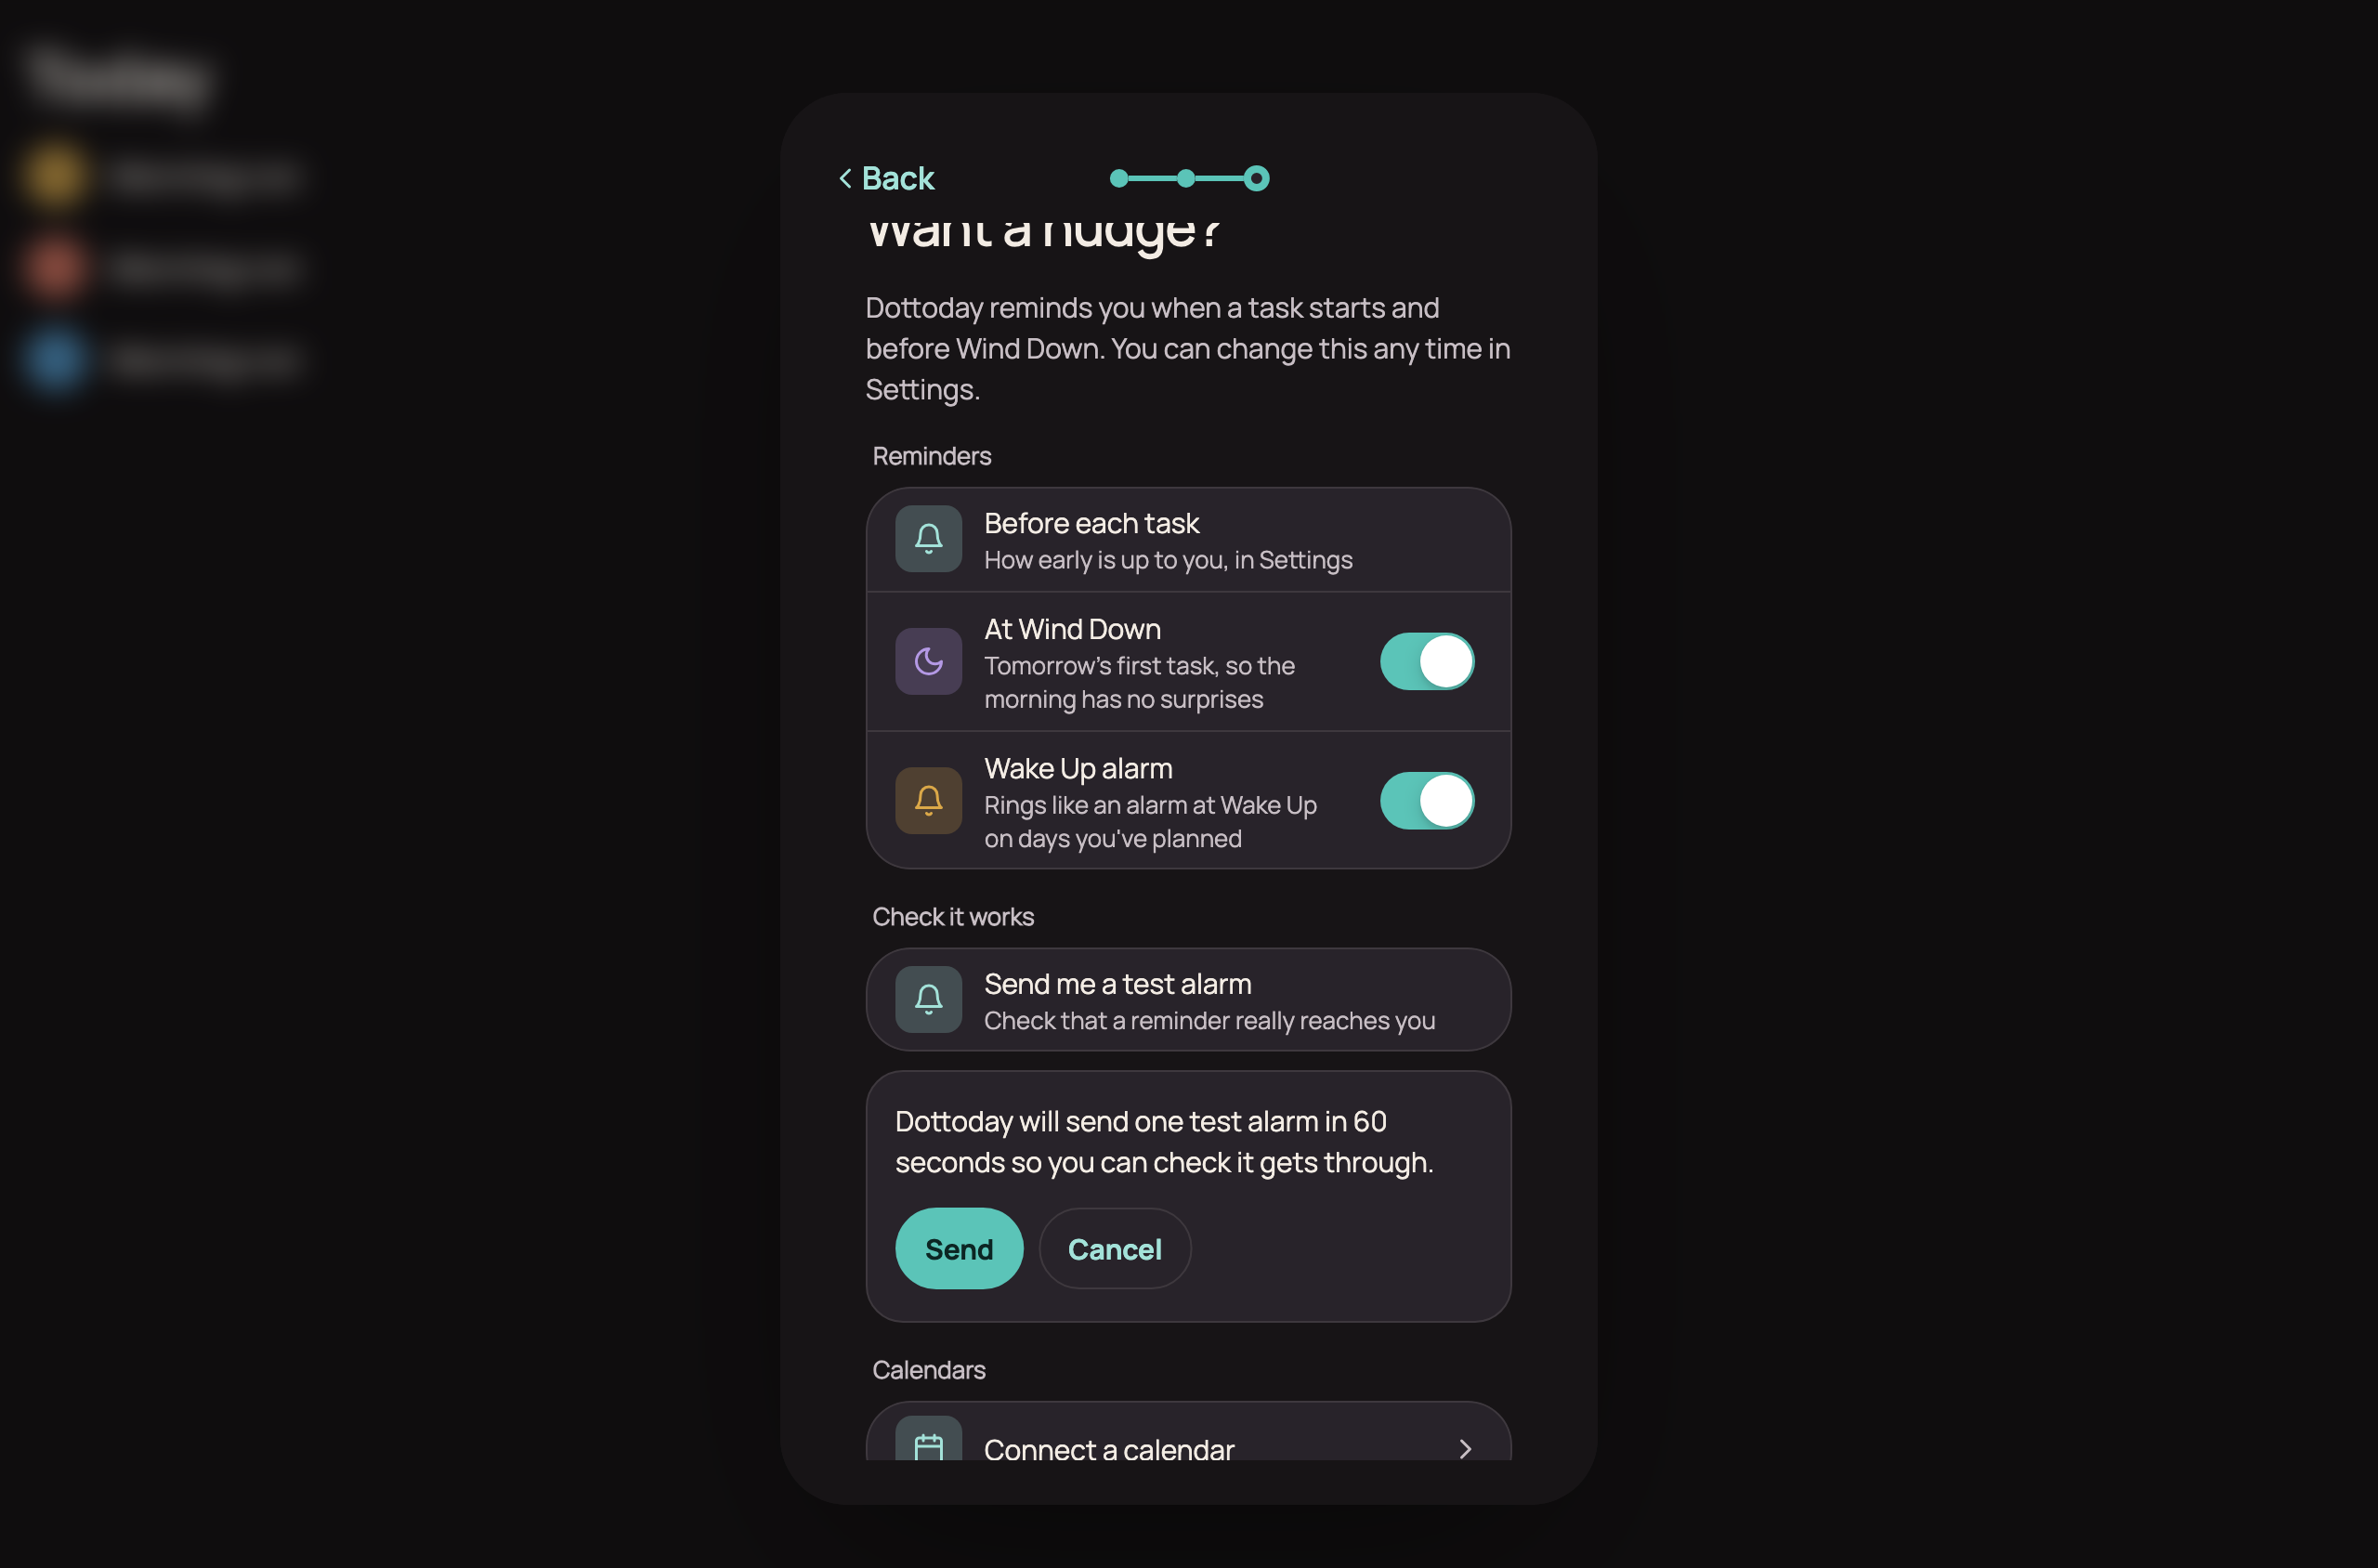 Today
Back
Want a nudge?
Dottoday reminds you when a task starts and
before Wind Down. You can change this any time in
Settings.
Reminders
Before each task
How early is up to you, in Settings
At Wind Down
Tomorrow’s first task, so the
morning has no surprises
Wake Up alarm
Rings like an alarm at Wake Up
on days you've planned
Check it works
Send me a test alarm
Check that a reminder really reaches you
Dottoday will send one test alarm in 60
seconds so you can check it gets through.
Send
Cancel
Calendars
Connect a calendar